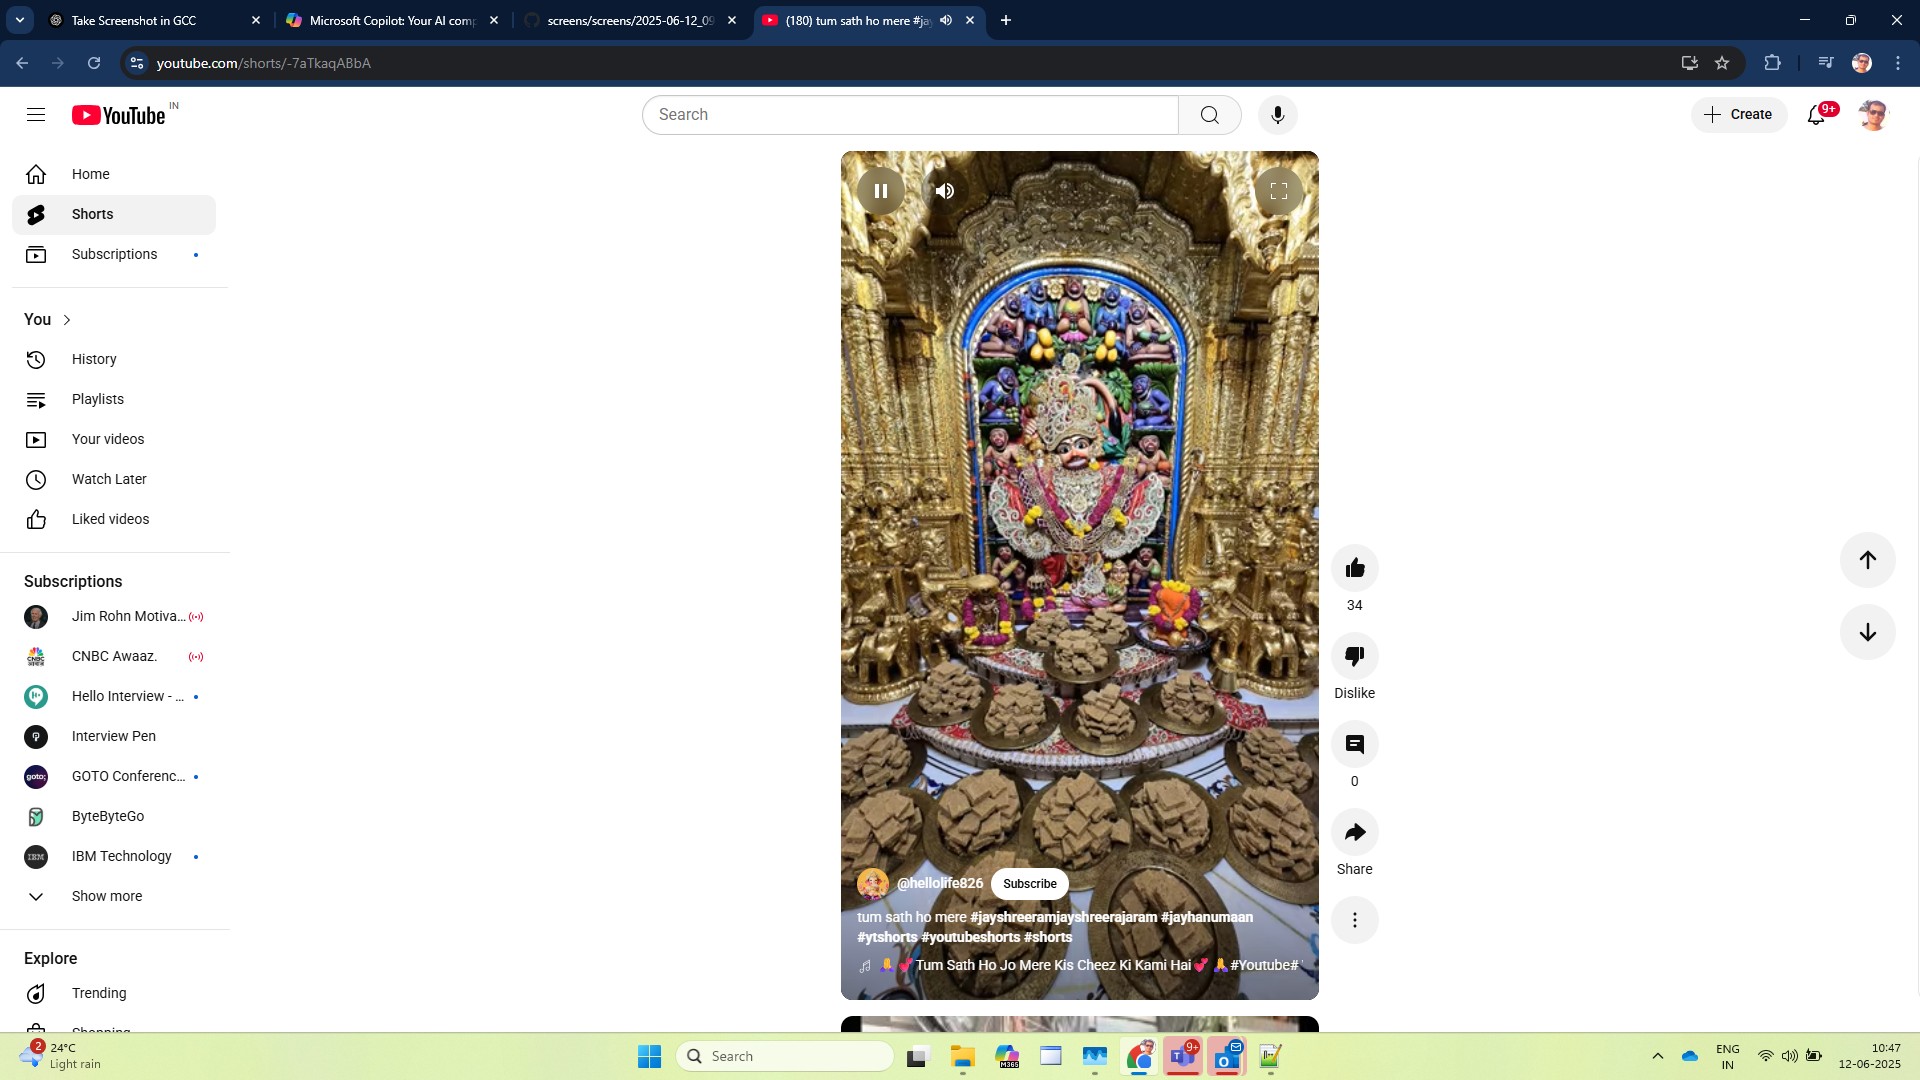 Take Screenshot in GCC
Microsoft Copilot: Your AI comp
screens/screens/2025-06-12_09
(180) tum sath ho mere #jay
youtube.com/shorts/-7aTkaqABbA
YouTube IN
Search
Create
9+
Home
Shorts
Subscriptions
You
History
Playlists
Your videos
Watch Later
Liked videos
Subscriptions
Jim Rohn Motiva...
CNBC Awaaz.
Hello Interview - ...
Interview Pen
goto;
GOTO Conferenc...
ByteByteGo
IBM
IBM Technology
Show more
Explore
Trending
Shopping
@hellolife826
Subscribe
tum sath ho mere #jayshreeramjayshreerajaram #jayhanumaan
#ytshorts #youtubeshorts #shorts
🙏💕Tum Sath Ho Jo Mere Kis Cheez Ki Kami Hai💕🙏#Youtube#
34
Dislike
0
Share
2
24°C
Light rain
Search
M365
9+
ENG
IN
10:47
12-06-2025